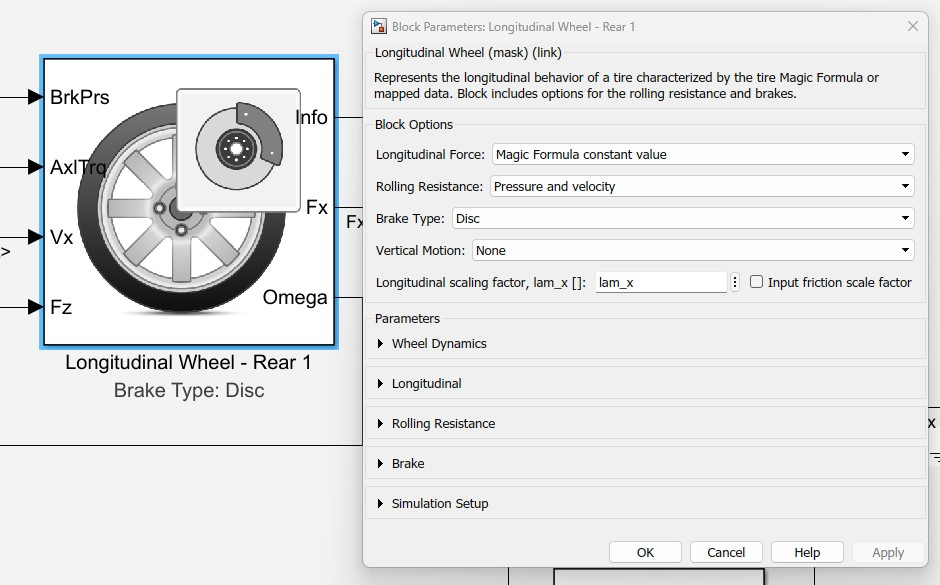 BrkPrs
AxlTrq
Vx
Fz
Info
Fx
Fx
Omega
>
Longitudinal Wheel - Rear 1
Brake Type: Disc
Block Parameters: Longitudinal Wheel - Rear 1
Longitudinal Wheel (mask) (link)
Represents the longitudinal behavior of a tire characterized by the tire Magic Formula or
mapped data. Block includes options for the rolling resistance and brakes.
Block Options
Longitudinal Force: Magic Formula constant value
Rolling Resistance: Pressure and velocity
Brake Type: Disc
Vertical Motion: None
Longitudinal scaling factor, lam_x []: lam_x Input friction scale factor
Parameters
Wheel Dynamics
Longitudinal
Rolling Resistance
Brake
Simulation Setup
OK Cancel Help Apply
x